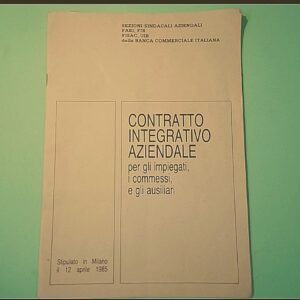 SEZIONI SINDACALI AZIENDALI
FABI, FIB
FISAC, UIB
della BANCA COMMERCIALE ITALIANA
CONTRATTO
INTEGRATIVO
AZIENDALE
per gli impiegati,
i commessi,
e gli ausiliari
Stipulato in Milano
il 12 aprile 1985